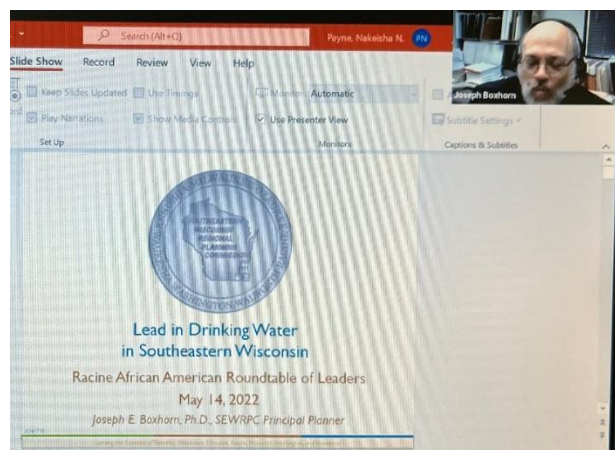 Search (Alt+Q)
Payne, Nakeisha N.
PN
Slide Show Record Review View Help
Keep Slides Updated
Use Timings
Monitor: Automatic
Play Narrations
Show Media Controls
Use Presenter View
Subtitle Settings
Set Up
Monitors
Captions & Subtitles
Joseph Boxhorn
SOUTHEASTERN
WISCONSIN
REGIONAL
PLANNING
COMMISSION
Lead in Drinking Water
in Southeastern Wisconsin
Racine African American Roundtable of Leaders
May 14, 2022
Joseph E. Boxhorn, Ph.D., SEWRPC Principal Planner